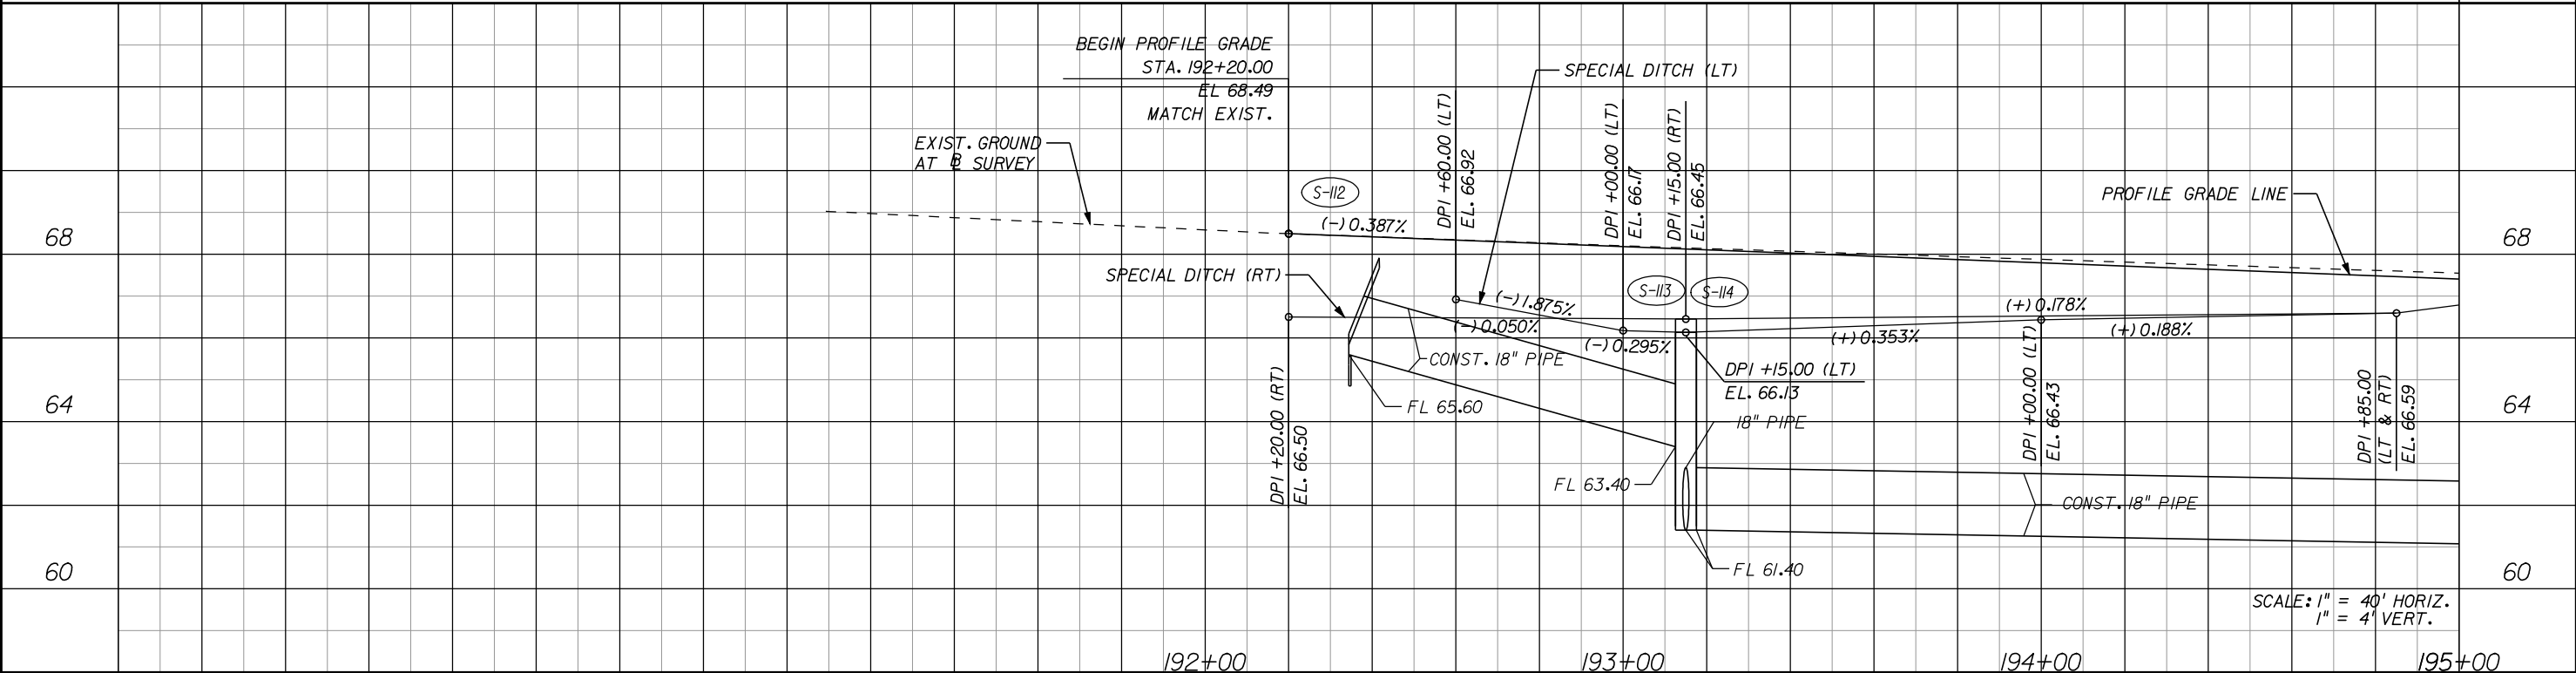 BEGIN PROFILE GRADE
STA. 192+20.00
EL 68.49
MATCH EXIST.
EXIST. GROUND
AT B SURVEY
S-112
(-) 0.387%
SPECIAL DITCH (RT)
SPECIAL DITCH (LT)
DPI +60.00 (LT)
EL. 66.92
DPI +00.00 (LT)
EL. 66.17
DPI +15.00 (RT)
EL. 66.45
S-113
S-114
PROFILE GRADE LINE
68
68
(-) 1.875%
(-) 0.050%
(-) 0.295%
(+) 0.353%
(+) 0.178%
(+) 0.188%
CONST. 18" PIPE
DPI +15.00 (LT)
EL. 66.13
18" PIPE
FL 65.60
DPI +20.00 (RT)
EL. 66.50
DPI +00.00 (LT)
EL. 66.43
DPI +85.00
(LT & RT)
EL. 66.59
64
64
FL 63.40
CONST. 18" PIPE
FL 61.40
60
60
SCALE: 1" = 40' HORIZ.
1" = 4' VERT.
192+00
193+00
194+00
195+00